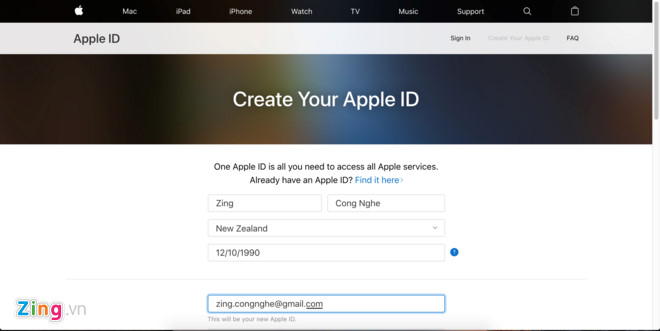 Mac iPad iPhone Watch TV Music Support
Apple ID
Sign In Create Your Apple ID FAQ
Create Your Apple ID
One Apple ID is all you need to access all Apple services.
Already have an Apple ID? Find it here ›
Zing Cong Nghe
New Zealand
12/10/1990
zing.congnghe@gmail.com
This will be your new Apple ID.
Zing.vn